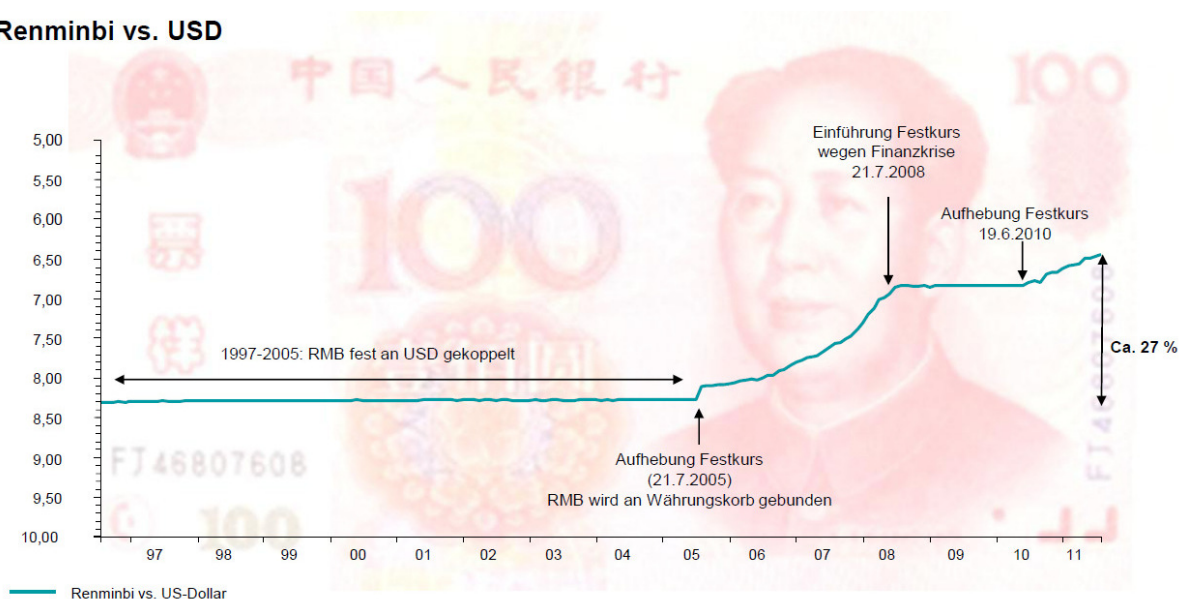 Renminbi vs. USD
中国人民银行
100
100
5,00
5,50
6,00
6,50
7,00
7,50
8,00
8,50
9,00
9,50
10,00
票
样
Einführung Festkurs
wegen Finanzkrise
21.7.2008
Aufhebung Festkurs
19.6.2010
1997-2005: RMB fest an USD gekoppelt
Ca. 27 %
Aufhebung Festkurs
(21.7.2005)
RMB wird an Währungskorb gebunden
FJ46807608
FJ46807608
100
97 98 99 00 01 02 03 04 05 06 07 08 09 10 11
Renminbi vs. US-Dollar